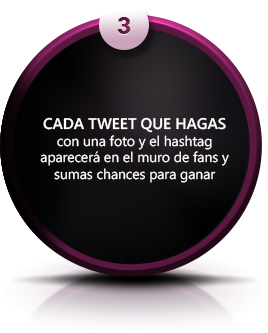 3
CADA TWEET QUE HAGAS
con una foto y el hashtag
aparecerá en el muro de fans y
sumas chances para ganar